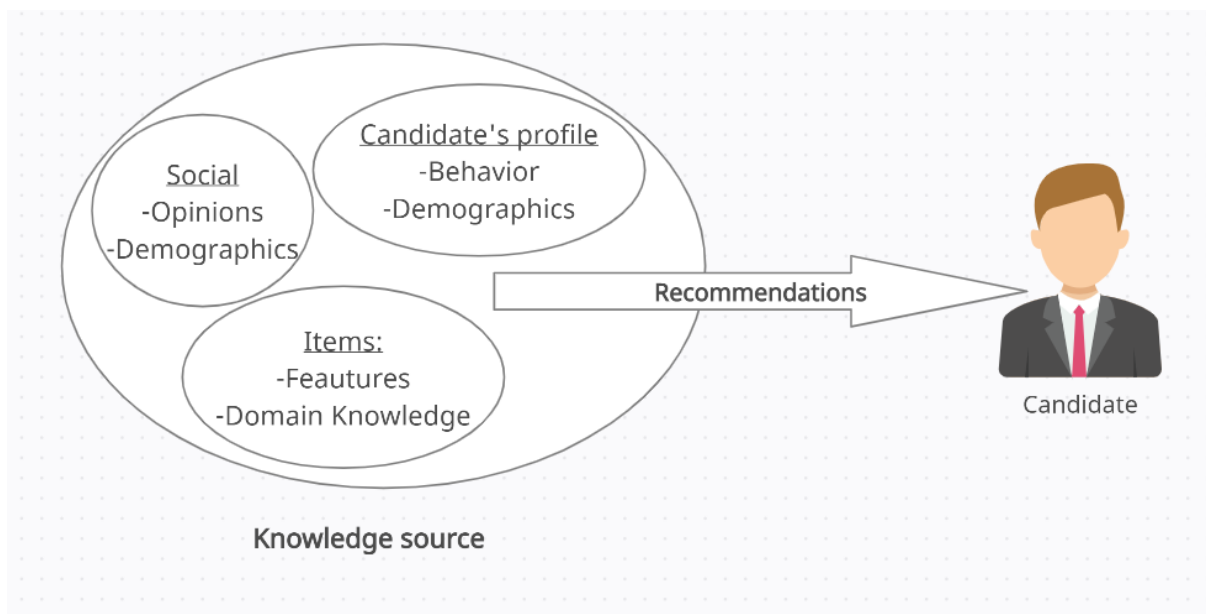 Social
-Opinions
-Demographics
Candidate's profile
-Behavior
-Demographics
Items:
-Feautures
-Domain Knowledge
Recommendations
Candidate
Knowledge source